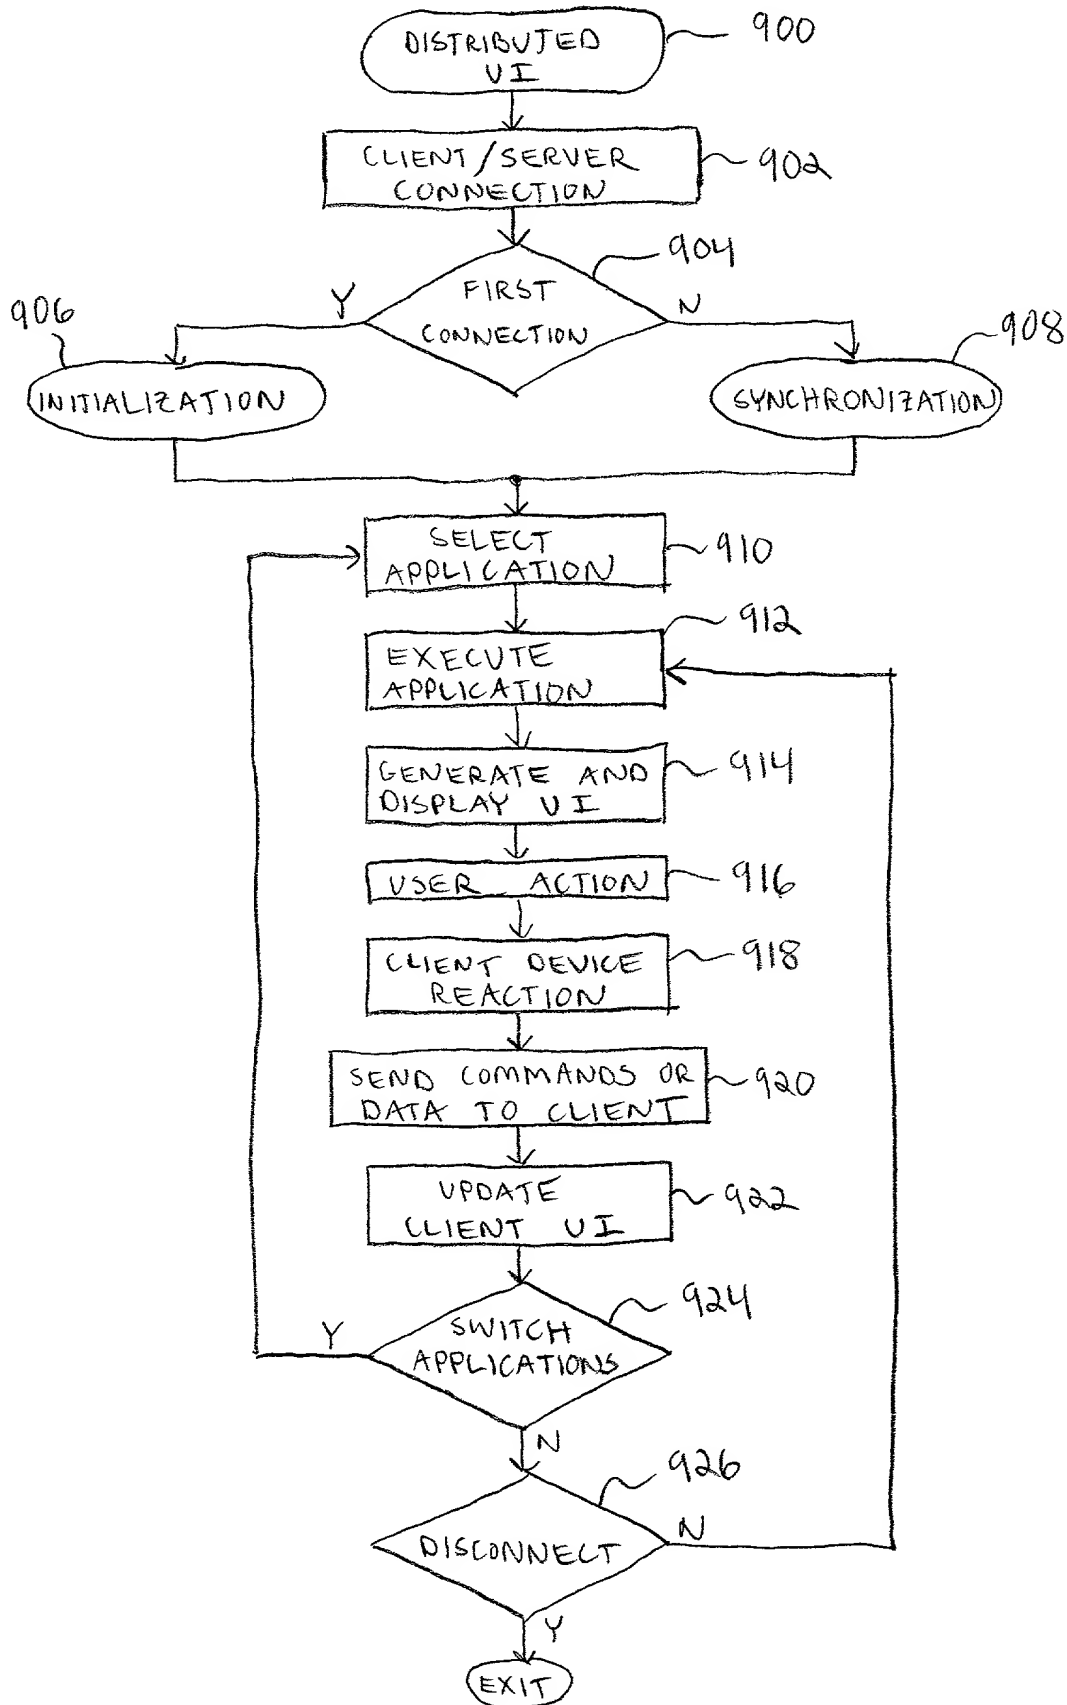 DISTRIBUTED
UI
900
CLIENT/SERVER
CONNECTION
902
904
FIRST
CONNECTION
Y
N
906
INITIALIZATION
908
SYNCHRONIZATION
SELECT
APPLICATION
910
912
EXECUTE
APPLICATION
GENERATE AND
DISPLAY UI
914
USER ACTION
916
CLIENT DEVICE
REACTION
918
SEND COMMANDS OR
DATA TO CLIENT
920
UPDATE
CLIENT UI
922
924
SWITCH
APPLICATIONS
Y
N
926
DISCONNECT
N
Y
EXIT